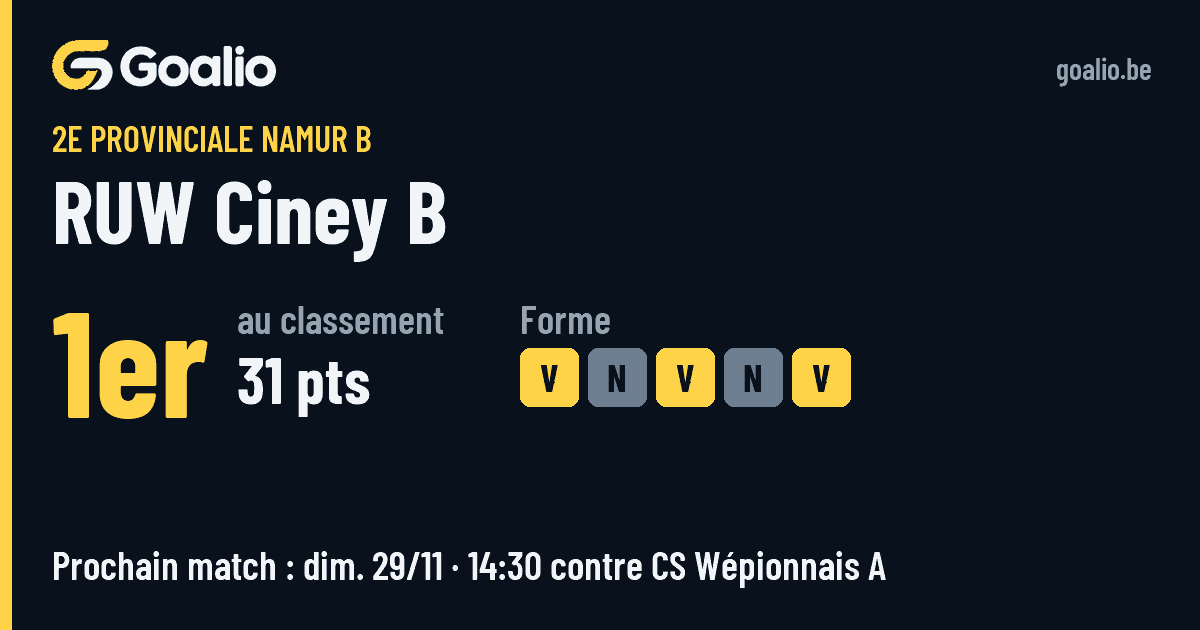 Goalio
goalio.be
2E PROVINCIALE NAMUR B
RUW Ciney B
1er
au classement
31 pts
Forme
V N V N V
Prochain match : dim. 29/11 · 14:30 contre CS Wépionnais A